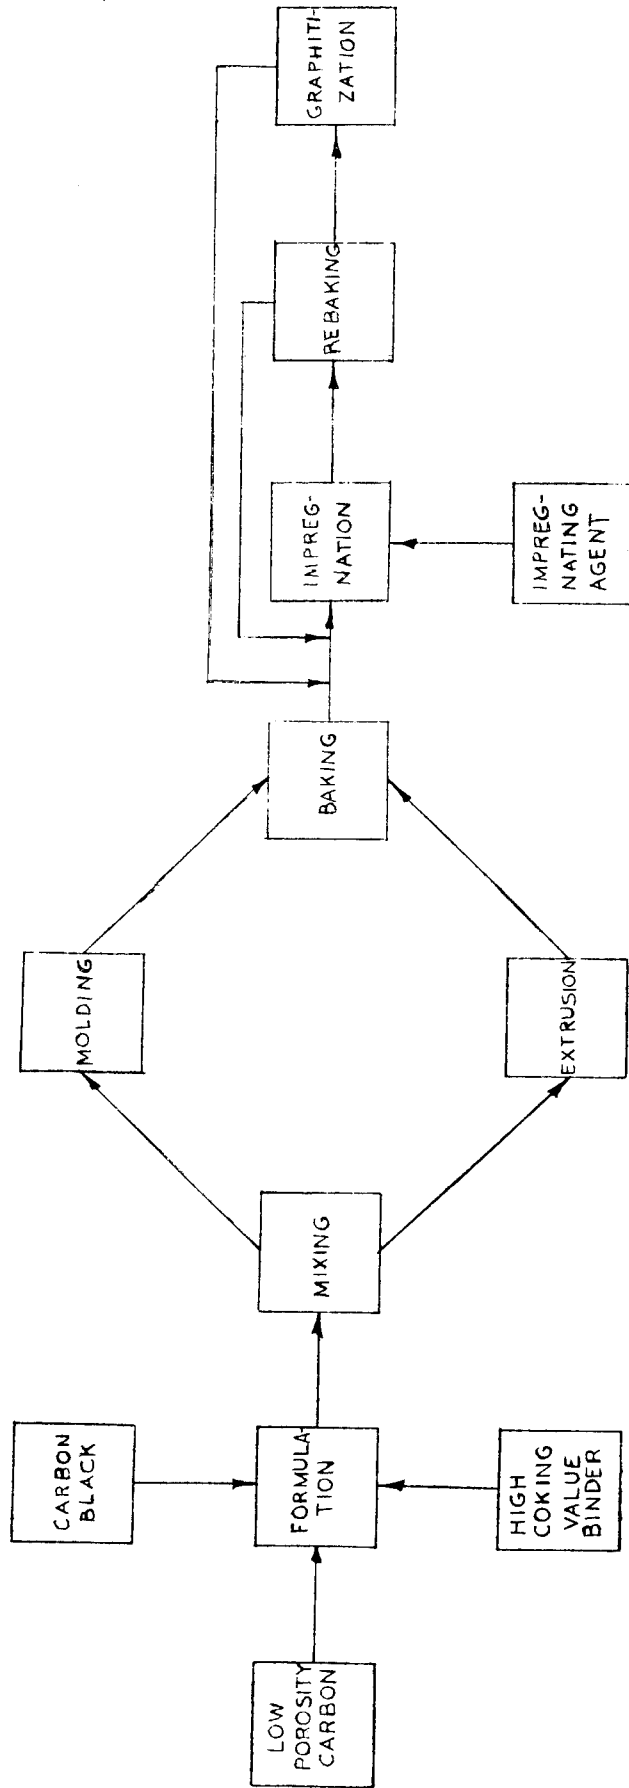 LOW
POROSITY
CARBON
CARBON
BLACK
HIGH
COKING
VALUE
BINDER
FORMULA-
TION
MIXING
MOLDING
EXTRUSION
BAKING
IMPREG-
NATION
IMPREG-
NATING
AGENT
REBAKING
GRAPHITI-
ZATION